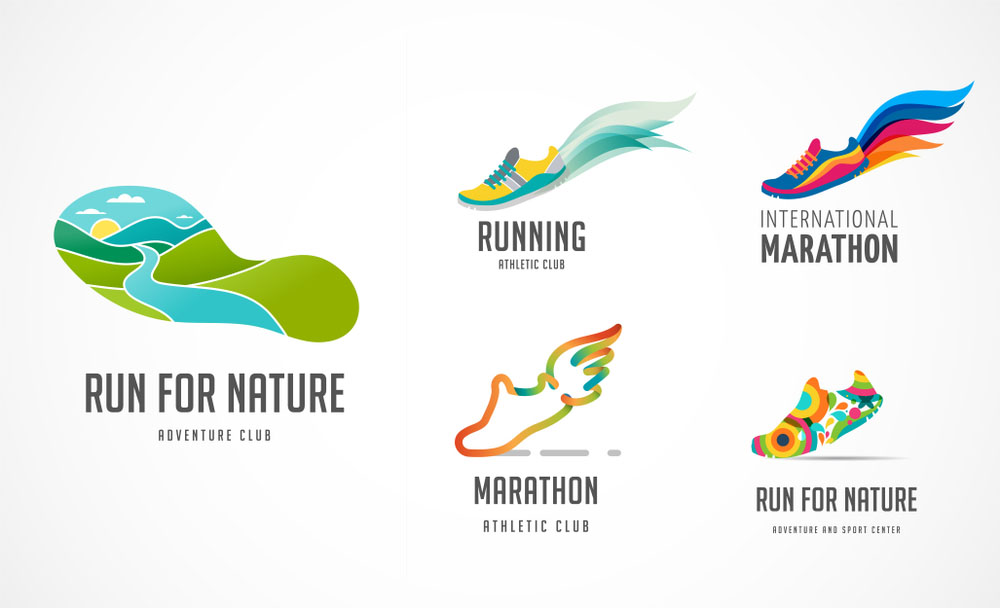 RUN FOR NATURE
ADVENTURE CLUB
RUNNING
ATHLETIC CLUB
INTERNATIONAL
MARATHON
MARATHON
ATHLETIC CLUB
RUN FOR NATURE
ADVENTURE AND SPORT CENTER